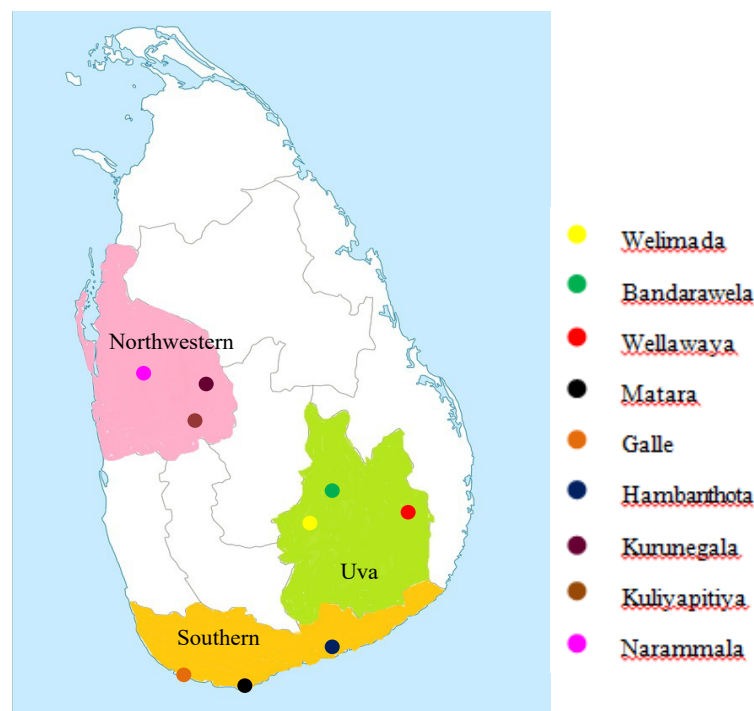 Northwestern
Uva
Southern
Welimada
Bandarawela
Wellawaya
Matara
Galle
Hambanthota
Kurunegala
Kuliyapitiya
Narammala